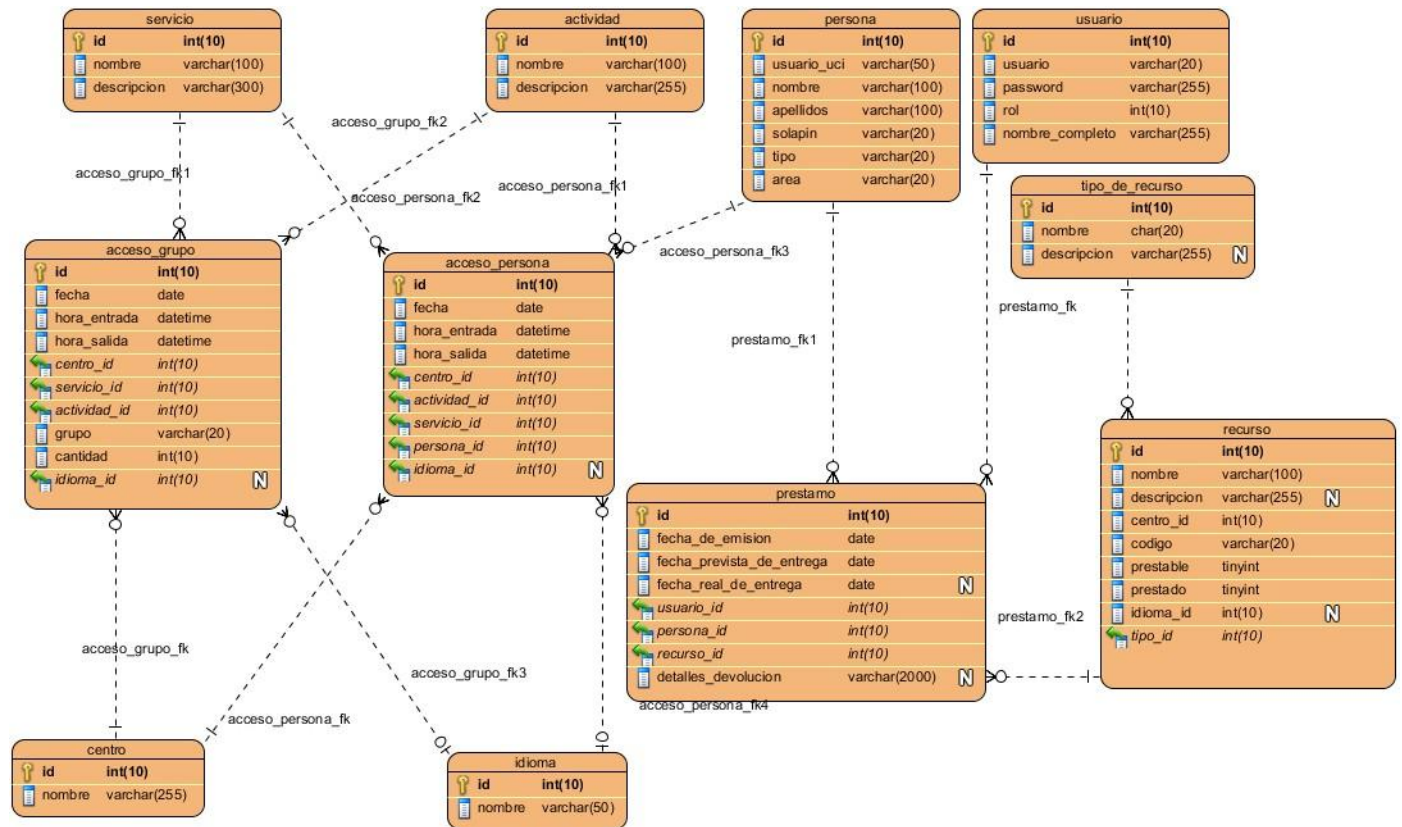 servicio
id int(10)
nombre varchar(100)
descripcion varchar(300)
actividad
id int(10)
nombre varchar(100)
descripcion varchar(255)
persona
id int(10)
usuario_uci varchar(50)
nombre varchar(100)
apellidos varchar(100)
solapin varchar(20)
tipo varchar(20)
area varchar(20)
usuario
id int(10)
usuario varchar(20)
password varchar(255)
rol int(10)
nombre_completo varchar(255)
tipo_de_recurso
id int(10)
nombre char(20)
descripcion varchar(255) N
acceso_grupo_fk2
acceso_grupo_fk1
acceso_persona_fk2
acceso_persona_fk1
acceso_persona_fk3
prestamo_fk1
prestamo_fk
acceso_grupo
id int(10)
fecha date
hora_entrada datetime
hora_salida datetime
centro_id int(10)
servicio_id int(10)
actividad_id int(10)
grupo varchar(20)
cantidad int(10)
idioma_id int(10) N
acceso_persona
id int(10)
fecha date
hora_entrada datetime
hora_salida datetime
centro_id int(10)
actividad_id int(10)
servicio_id int(10)
persona_id int(10)
idioma_id int(10) N
prestamo
id int(10)
fecha_de_emision date
fecha_prevista_de_entrega date
fecha_real_de_entrega date N
usuario_id int(10)
persona_id int(10)
recurso_id int(10)
detalles_devolucion varchar(2000) N
recurso
id int(10)
nombre varchar(100)
descripcion varchar(255) N
centro_id int(10)
codigo varchar(20)
prestable tinyint
prestado tinyint
idioma_id int(10) N
tipo_id int(10)
prestamo_fk2
acceso_grupo_fk
acceso_grupo_fk3
acceso_persona_fk
acceso_persona_fk4
centro
id int(10)
nombre varchar(255)
idioma
id int(10)
nombre varchar(50)